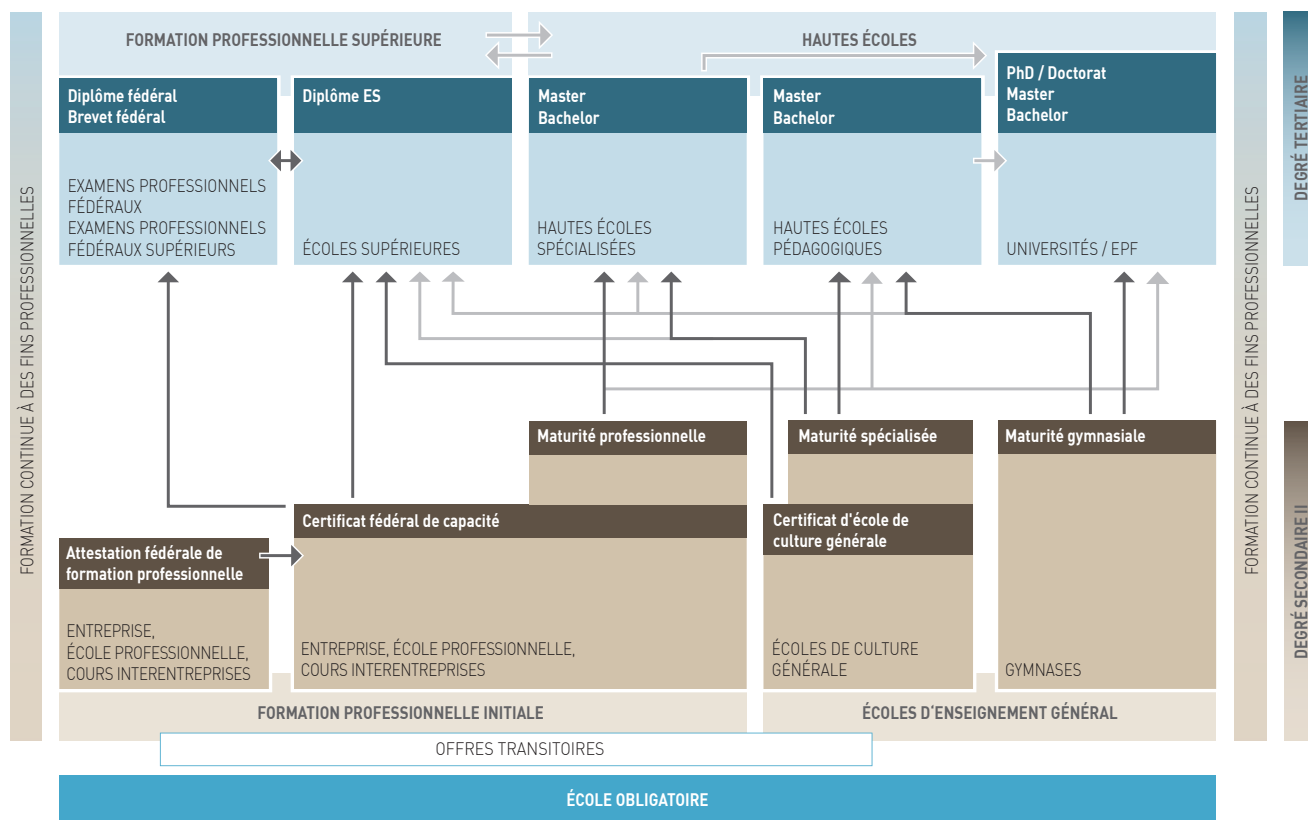 FORMATION PROFESSIONNELLE SUPÉRIEURE
HAUTES ÉCOLES
Diplôme fédéral
Brevet fédéral
Diplôme ES
Master
Bachelor
Master
Bachelor
PhD / Doctorat
Master
Bachelor
EXAMENS PROFESSIONNELS
FÉDÉRAUX
EXAMENS PROFESSIONNELS
FÉDÉRAUX SUPÉRIEURS
ÉCOLES SUPÉRIEURES
HAUTES ÉCOLES
SPÉCIALISÉES
HAUTES ÉCOLES
PÉDAGOGIQUES
UNIVERSITÉS / EPF
FORMATION CONTINUE À DES FINS PROFESSIONNELLES
FORMATION CONTINUE À DES FINS PROFESSIONNELLES
DEGRÉ TERTIAIRE
DEGRÉ SECONDAIRE II
Maturité professionnelle
Maturité spécialisée
Maturité gymnasiale
Certificat fédéral de capacité
Certificat d'école de
culture générale
Attestation fédérale de
formation professionnelle
ENTREPRISE,
ÉCOLE PROFESSIONNELLE,
COURS INTERENTREPRISES
ENTREPRISE, ÉCOLE PROFESSIONNELLE,
COURS INTERENTREPRISES
ÉCOLES DE CULTURE
GÉNÉRALE
GYMNASES
FORMATION PROFESSIONNELLE INITIALE
ÉCOLES D'ENSEIGNEMENT GÉNÉRAL
OFFRES TRANSITOIRES
ÉCOLE OBLIGATOIRE